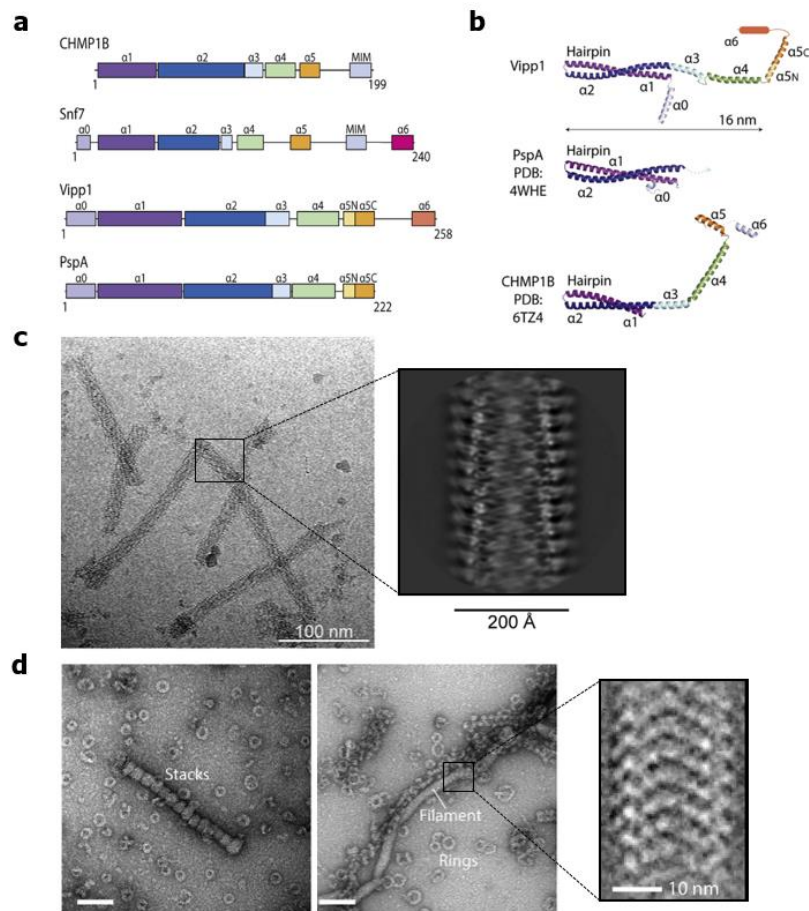 a
CHMP1B
α1 α2 α3 α4 α5 MIM
1 199
Snf7
α0 α1 α2 α3 α4 α5 MIM α6
1 240
Vipp1
α0 α1 α2 α3 α4 α5N α5C α6
1 258
PspA
α0 α1 α2 α3 α4 α5N α5C
1 222
b
Vipp1
Hairpin
α2
α1
α0
α3
α4
α6
α5C
α5N
16 nm
PspA
PDB:
4WHE
Hairpin
α1
α2
α0
CHMP1B
PDB:
6TZ4
Hairpin
α2
α1
α3
α4
α5
α6
c
100 nm
200 Å
d
Stacks
Filament
Rings
10 nm